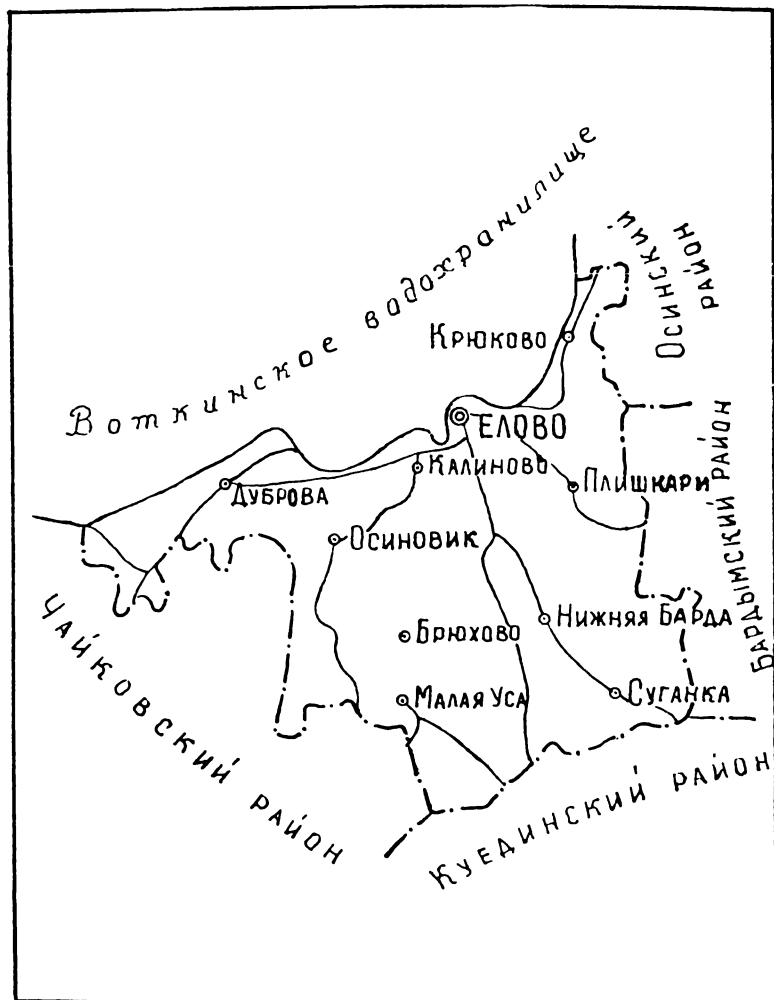 Воткинское водохранилище
Осинский
район
Крюково
Елово
Калиново
Плишкари
Дуброва
Бардымский район
Осиновик
Нижняя Барда
Брюхово
Суганка
Малая Уса
Чайковский район
Куединский район